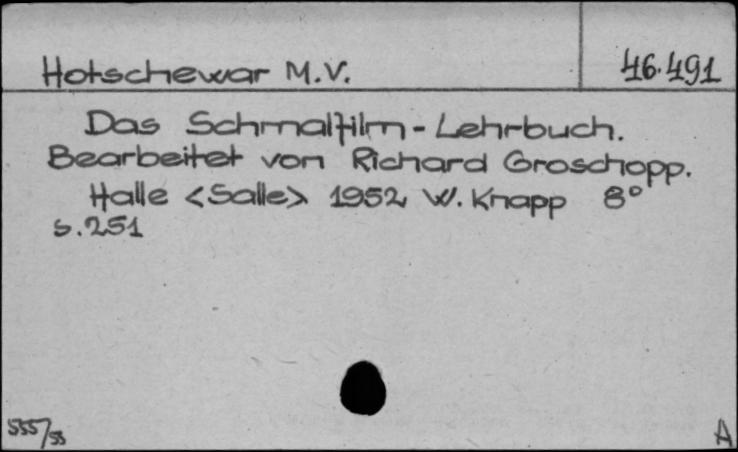 Hotschewar M.V. 46.491
Das Schmalfilm-Lehrbuch.
Bearbeitet von Richard Groschopp.
Halle <Salle> 1952 W. Knapp 8°
s. 251
555/53 A